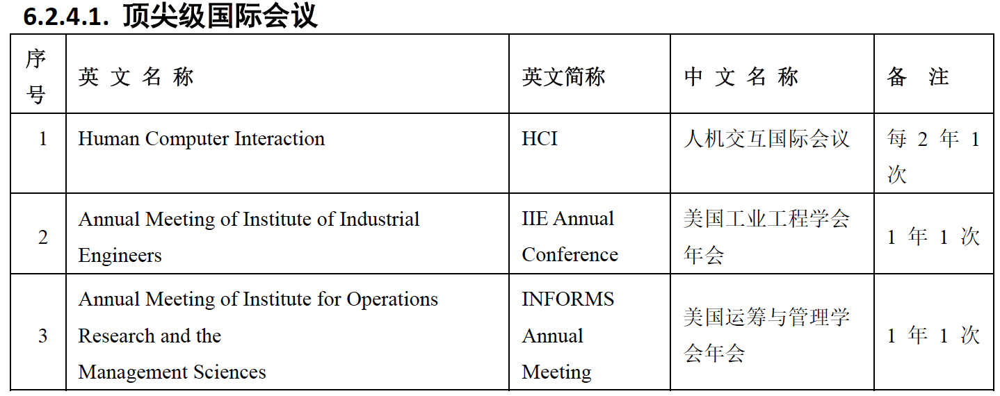 6.2.4.1. 顶尖级国际会议
序
号
英 文 名 称
英文简称
中 文 名 称
备 注
1
Human Computer Interaction
HCI
人机交互国际会议
每 2 年 1
次
2
Annual Meeting of Institute of Industrial
Engineers
IIE Annual
Conference
美国工业工程学会
年会
1 年 1 次
3
Annual Meeting of Institute for Operations
Research and the
Management Sciences
INFORMS
Annual
Meeting
美国运筹与管理学
会年会
1 年 1 次